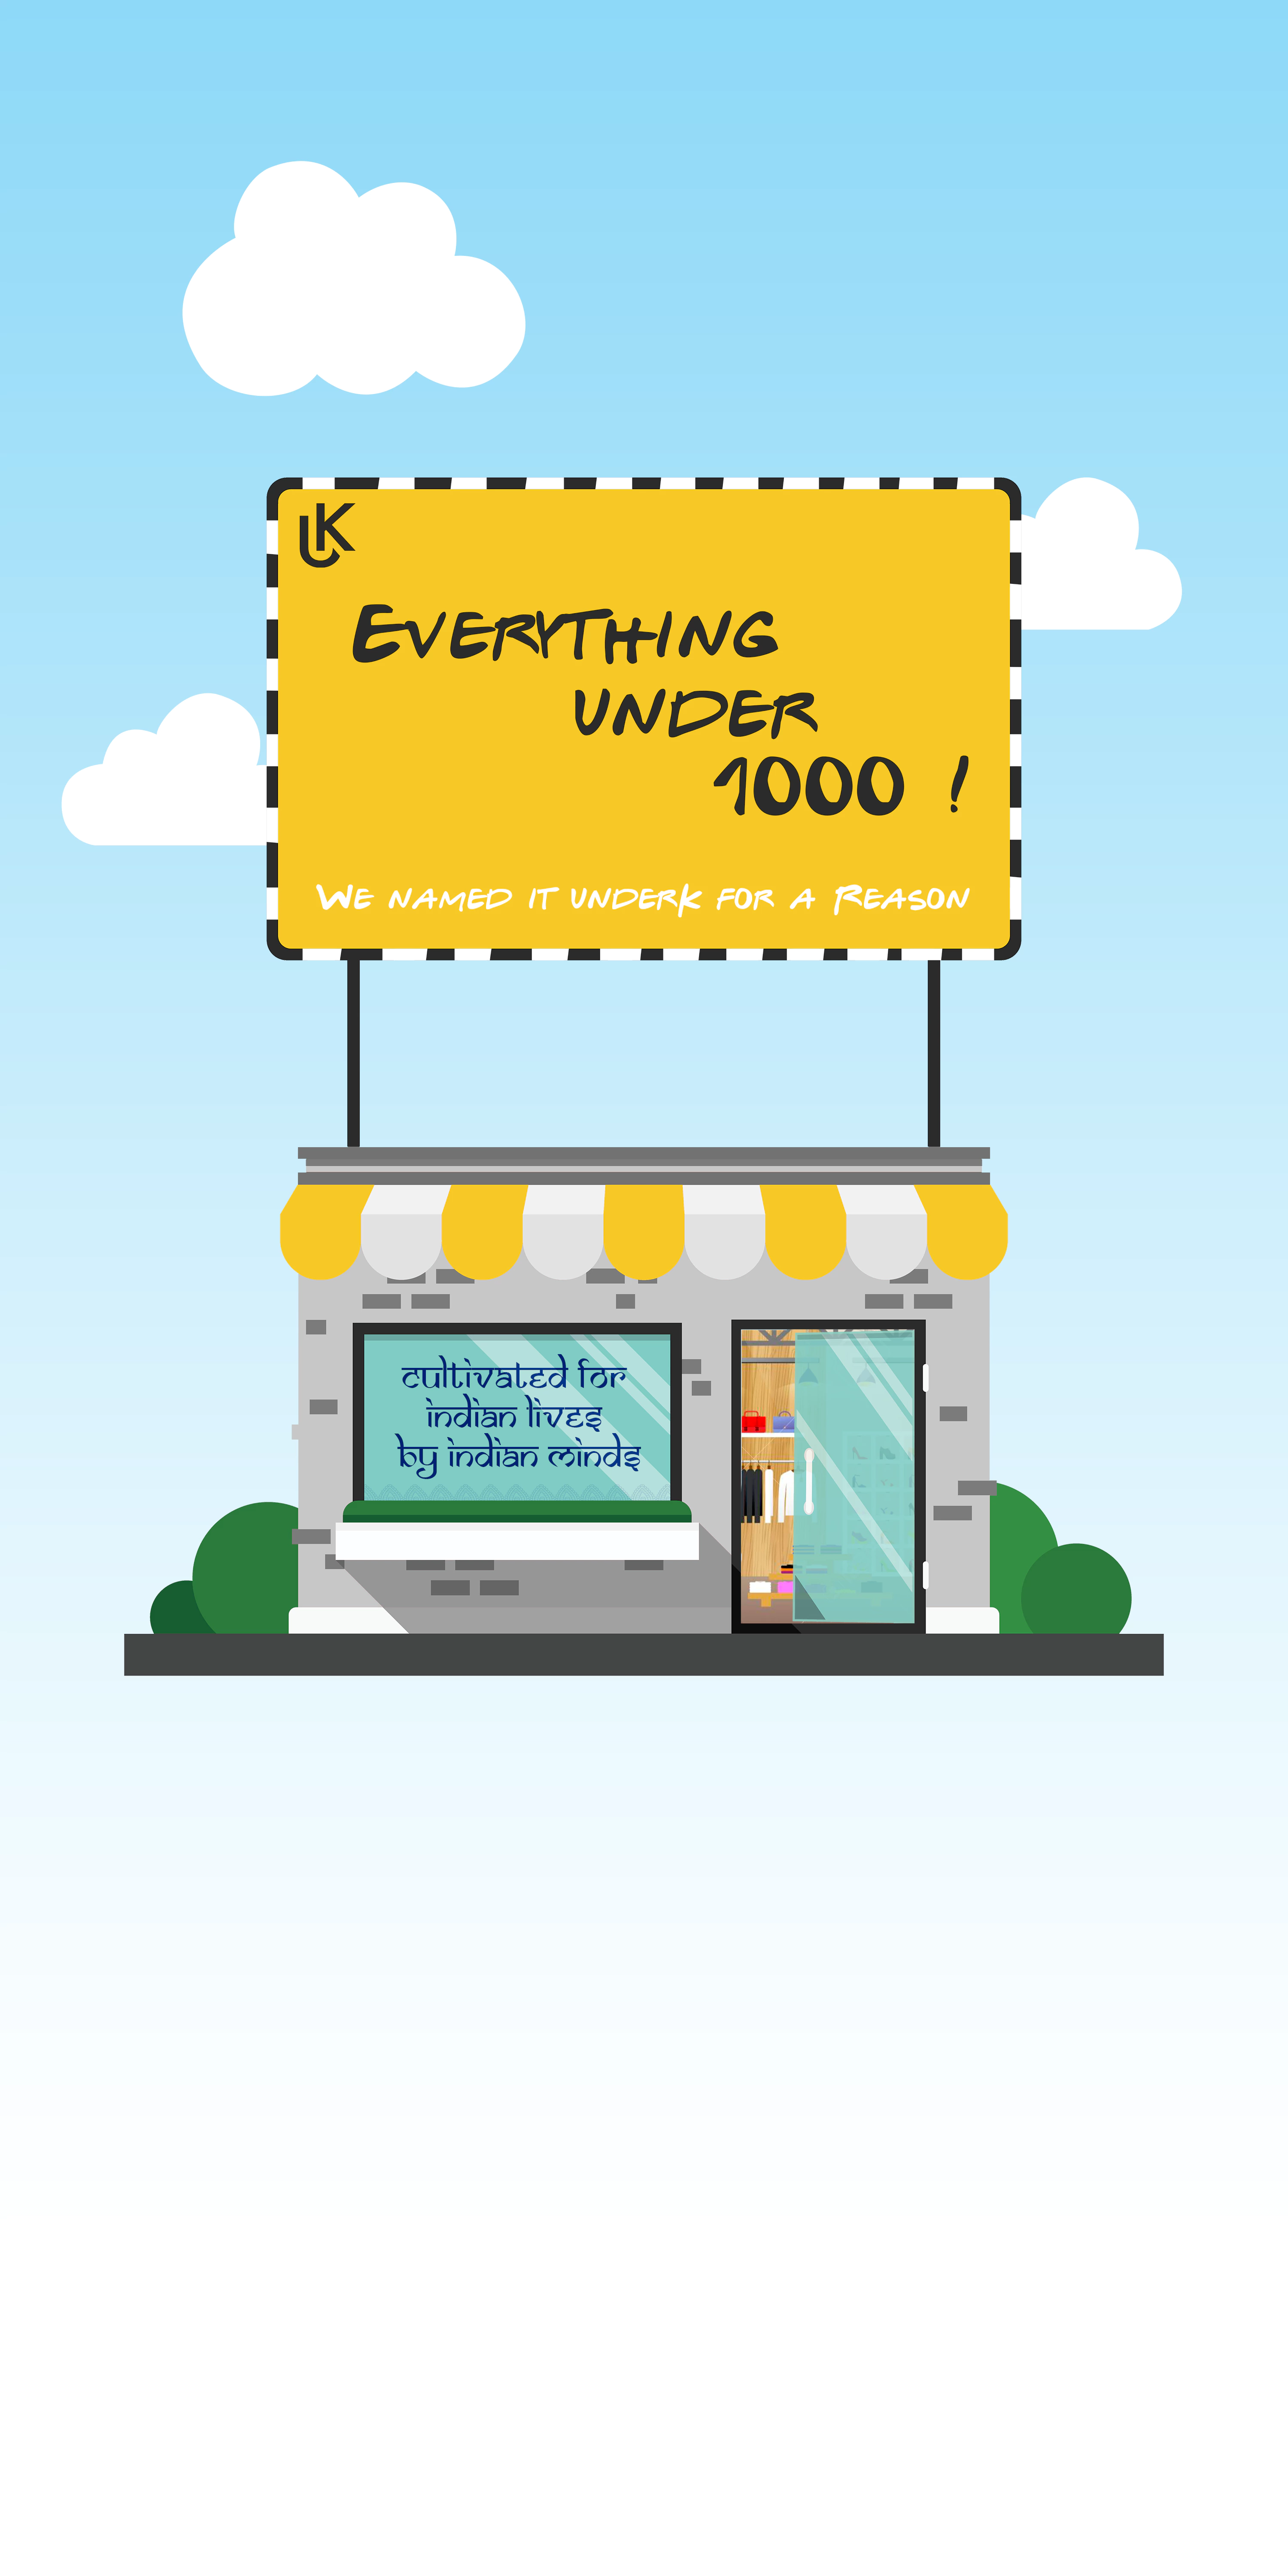 UK
EVERYTHING
UNDER
1000 !
WE NAMED IT UNDERK FOR A REASON
cultivated for
indian lives
by indian minds